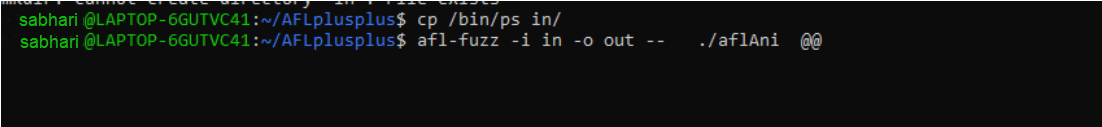 mkdir: cannot create directory 'in': File exists
sabhari @LAPTOP-6GUTVC41:~/AFLplusplus$ cp /bin/ps in/
sabhari @LAPTOP-6GUTVC41:~/AFLplusplus$ afl-fuzz -i in -o out -- ./aflAni @@